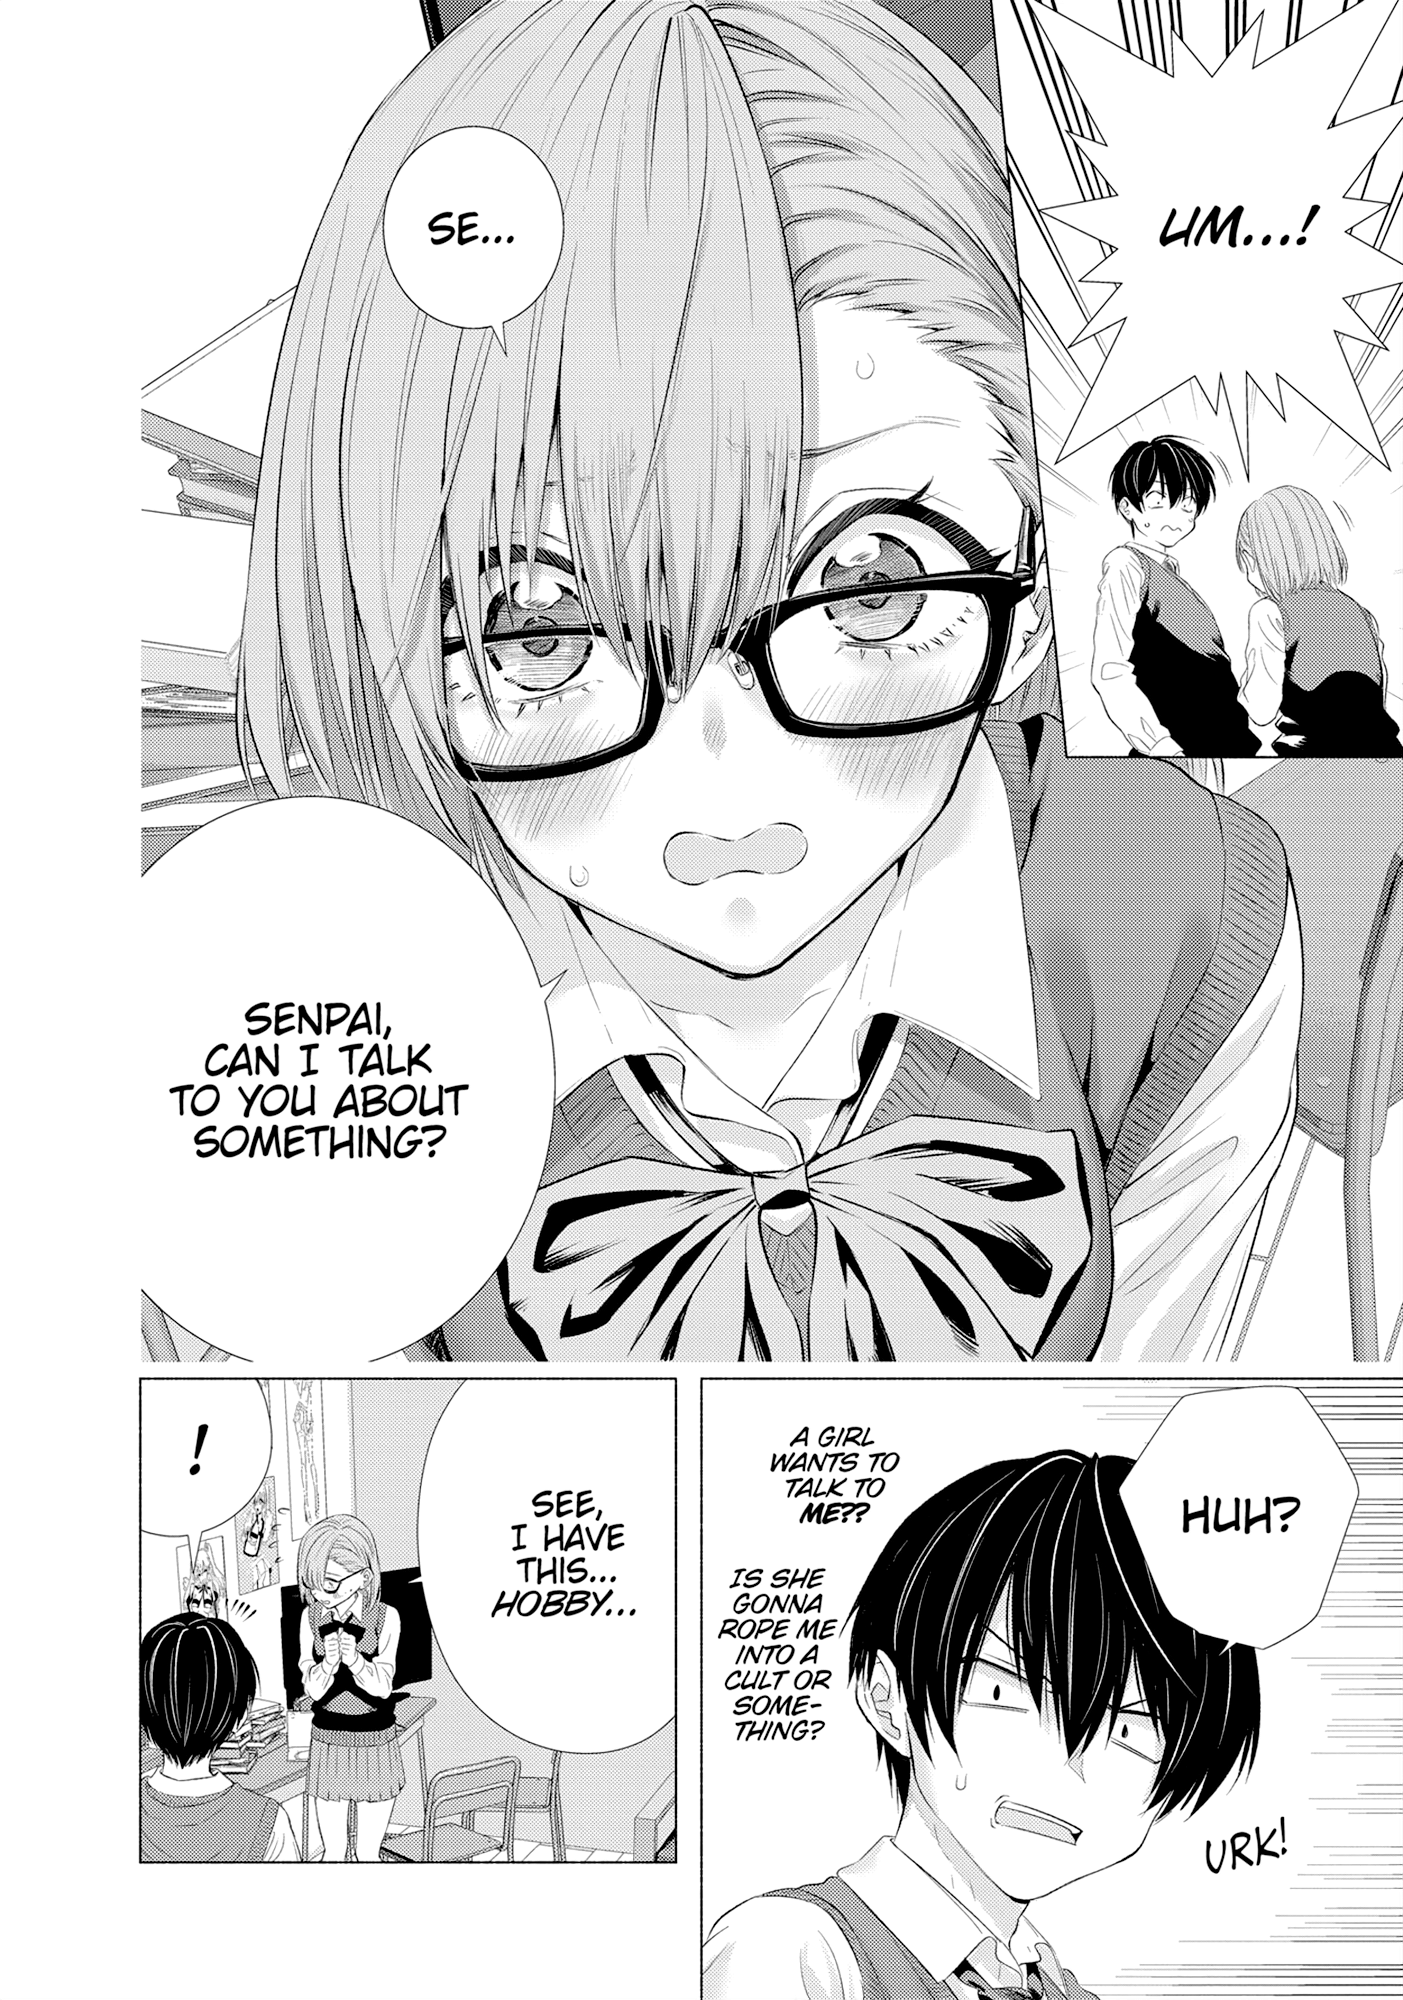 UM...!
SE...
SENPAI,
CAN I TALK
TO YOU ABOUT
SOMETHING?
HUH?
A GIRL
WANTS TO
TALK TO
ME??
IS SHE
GONNA
ROPE ME
INTO A
CULT OR
SOME-
THING?
URK!
SEE,
I HAVE
THIS...
HOBBY...
!